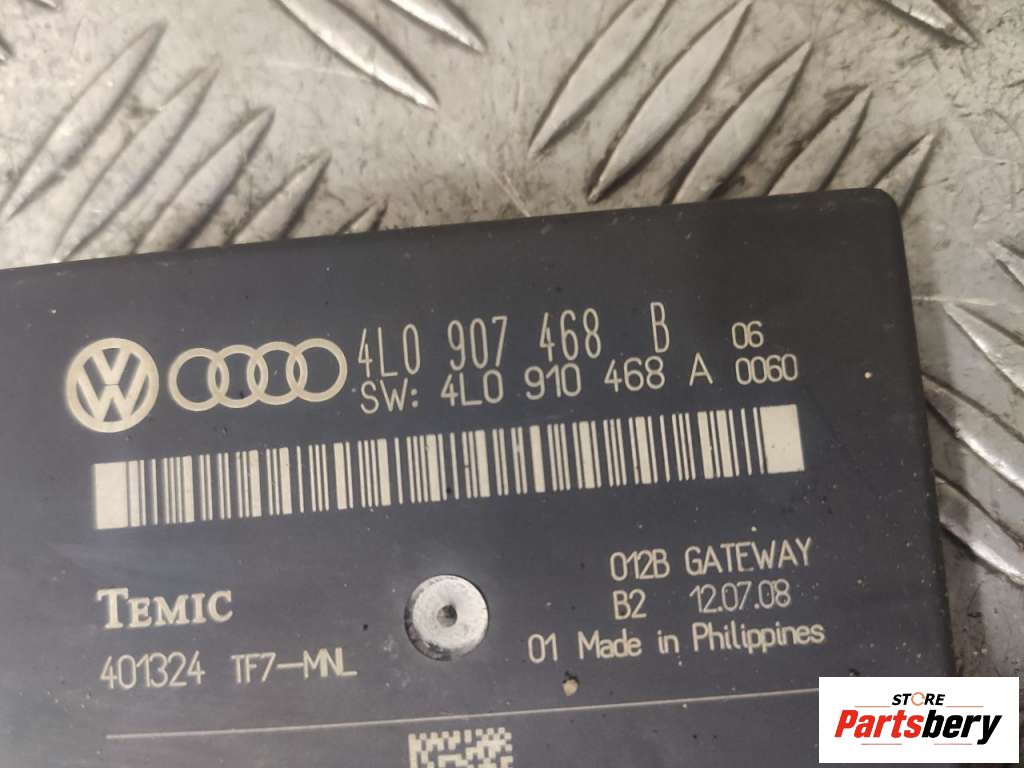 4L0 907 468 B 06
SW: 4L0 910 468 A 0060
012B GATEWAY
TEMIC
B2 12.07.08
401324 TF7-MNL
01 Made in Philippines
STORE
Partsbery